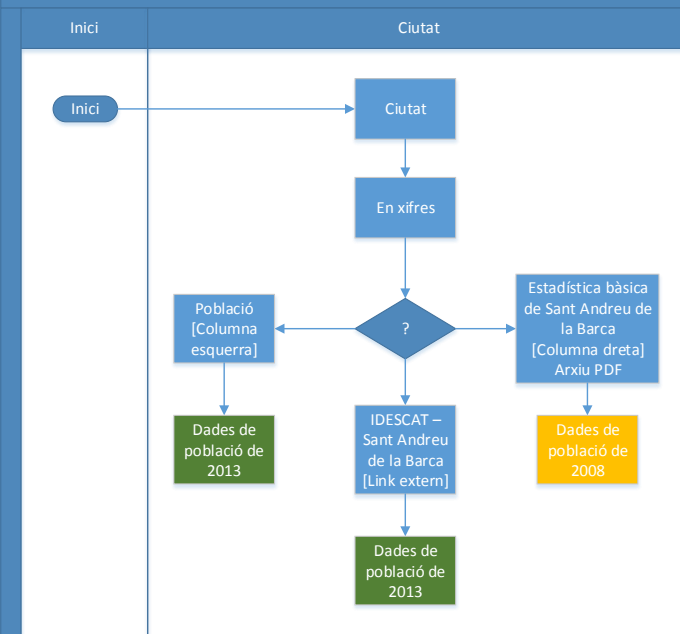 Inici
Ciutat
Inici
Ciutat
En xifres
?
Població
[Columna
esquerra]
Estadística bàsica
de Sant Andreu de
la Barca
[Columna dreta]
Arxiu PDF
Dades de
població de
2013
IDESCAT –
Sant Andreu
de la Barca
[Link extern]
Dades de
població de
2008
Dades de
població de
2013